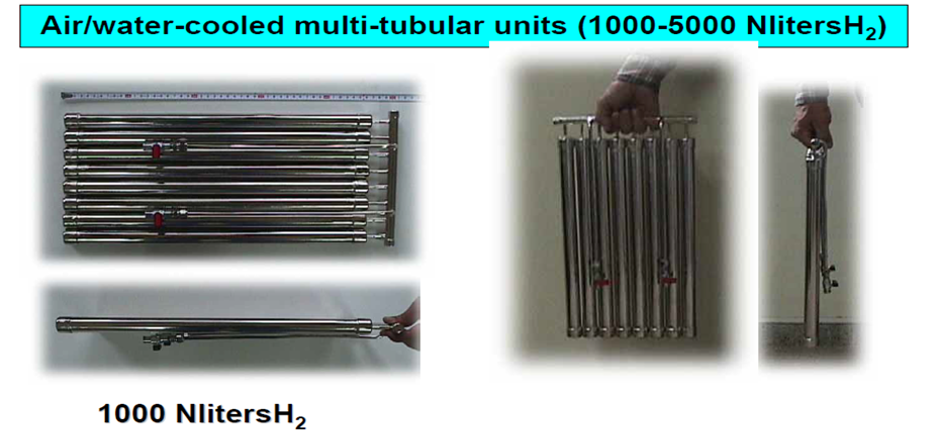 Air/water-cooled multi-tubular units (1000-5000 NlitersH₂)
1000 NlitersH₂